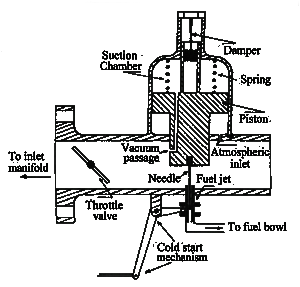 Damper
Suction
Chamber
Spring
Piston
Vacuum
passage
Atmospheric
inlet
To inlet
manifold
Needle
Fuel jet
Throttle
valve
To fuel bowl
Cold start
mechanism